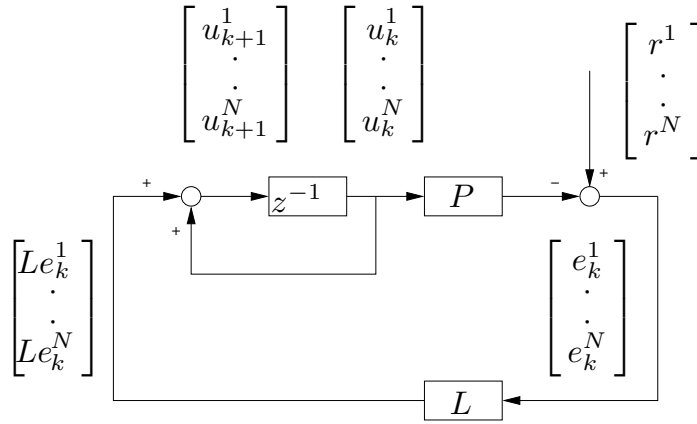 u^1_{k+1}
.
.
u^N_{k+1}
u^1_k
.
.
u^N_k
r^1
.
.
r^N
+
z^{-1}
P
−
+
+
Le^1_k
.
.
Le^N_k
e^1_k
.
.
e^N_k
L